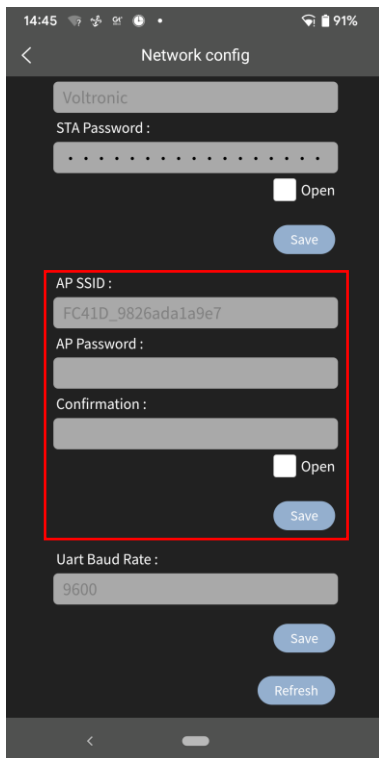 14:45 91%
Network config
Voltronic
STA Password :
Open
Save
AP SSID :
FC41D_9826ada1a9e7
AP Password :
Confirmation :
Open
Save
Uart Baud Rate :
9600
Save
Refresh